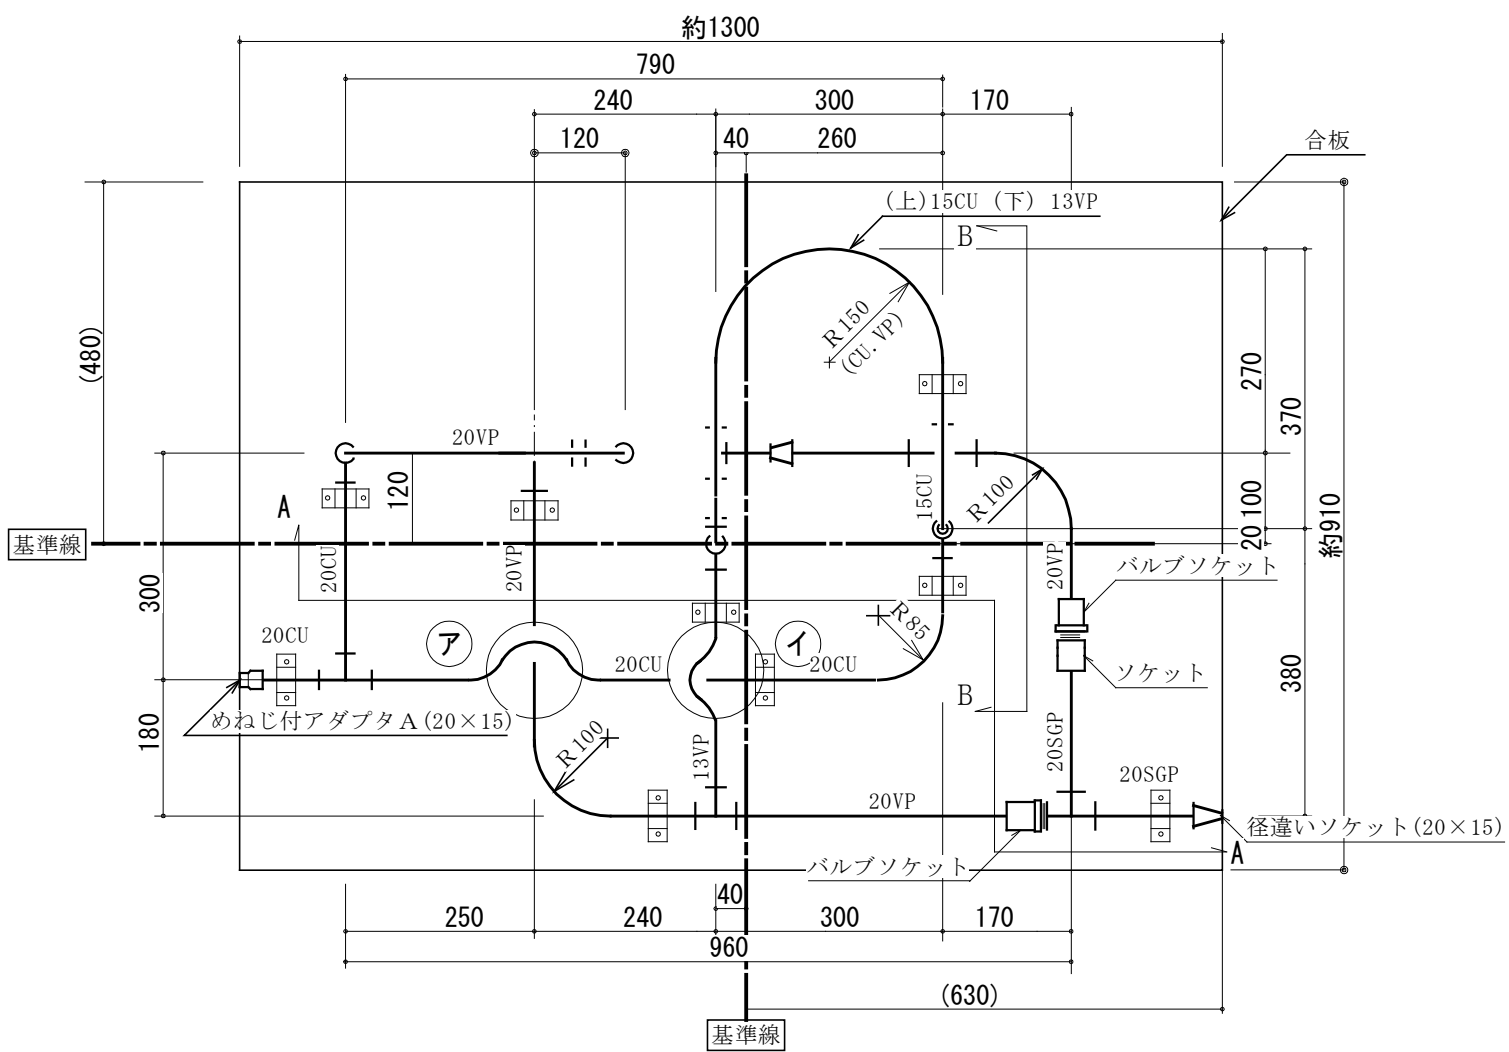 約1300
790
240
300
170
120
40
260
合板
(上)15CU (下) 13VP
B
R150
(CU.VP)
(480)
270
370
20VP
120
A
15CU
R100
100
20
約910
基準線
20CU
20VP
20VP
バルブソケット
300
20CU
ア
イ
R85
20CU
20CU
ソケット
380
B
めねじ付アダプタA(20×15)
180
R100
13VP
20SGP
20SGP
20VP
径違いソケット(20×15)
バルブソケット
A
40
250
240
300
170
960
(630)
基準線